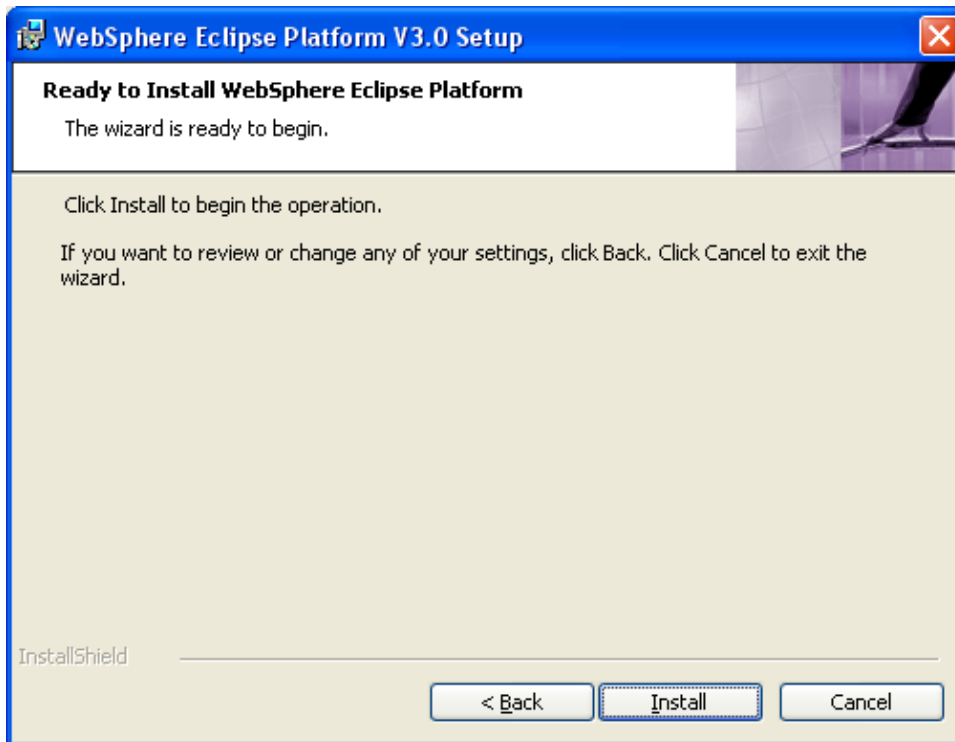 WebSphere Eclipse Platform V3.0 Setup
Ready to Install WebSphere Eclipse Platform
The wizard is ready to begin.
Click Install to begin the operation.
If you want to review or change any of your settings, click Back. Click Cancel to exit the
wizard.
InstallShield
< Back
Install
Cancel